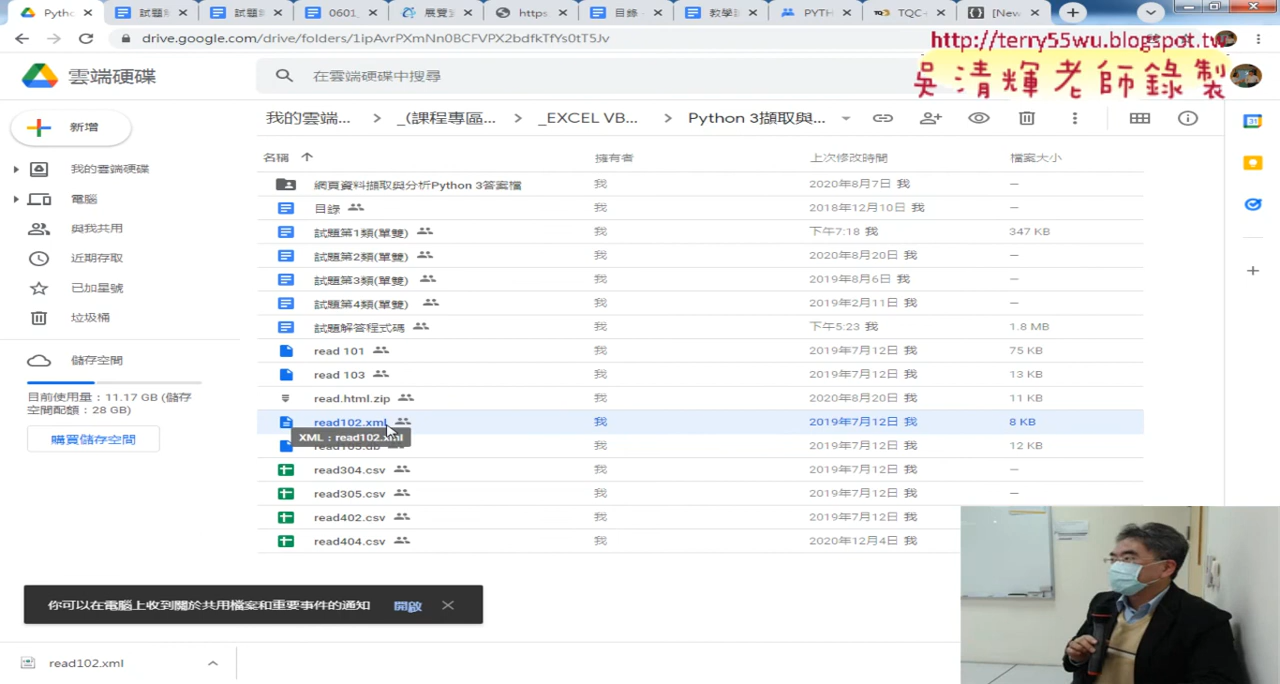 Pytho
試題
試題
0601_
展覽
https
目錄 -
教學
PYTH
TQC+
[New
drive.google.com/drive/folders/1ipAvrPXmNn0BCFVPX2bdfkTfYs0tT5Jv
http://terry55wu.blogspot.tw
吳清輝老師錄製
雲端硬碟
在雲端硬碟中搜尋
新增
我的雲端硬碟
電腦
與我共用
近期存取
已加星號
垃圾桶
儲存空間
目前使用量：11.17 GB (儲存
空間配額：28 GB)
購買儲存空間
我的雲端... > _(課程專區... > _EXCEL VB... > Python 3擷取與...
名稱 擁有者 上次修改時間 檔案大小
網頁資料擷取與分析Python 3答案檔 我 2020年8月7日 我 —
目錄 我 2018年12月10日 我 —
試題第1類(單雙) 我 下午7:18 我 347 KB
試題第2類(單雙) 我 2020年8月20日 我 —
試題第3類(單雙) 我 2019年8月6日 我 —
試題第4類(單雙) 我 2019年2月11日 我 —
試題解答程式碼 我 下午5:23 我 1.8 MB
read 101 我 2019年7月12日 我 75 KB
read 103 我 2019年7月12日 我 13 KB
read.html.zip 我 2020年8月20日 我 11 KB
read102.xml 我 2019年7月12日 我 8 KB
XML：read102.xml
我 2019年7月12日 我 12 KB
read304.csv 我 2019年7月12日 我 —
read305.csv 我 2019年7月12日 我 —
read402.csv 我 2019年7月12日 我
read404.csv 我 2020年12月4日 我
你可以在電腦上收到關於共用檔案和重要事件的通知 開啟
read102.xml